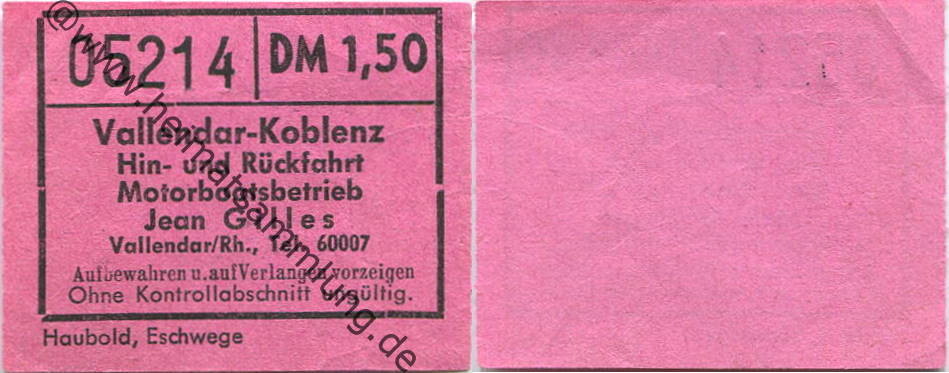 05214 DM 1,50
Vallendar-Koblenz
Hin- und Rückfahrt
Motorbootsbetrieb
Jean Gilles
Vallendar/Rh., Tel. 60007
Aufbewahren u. auf Verlangen vorzeigen
Ohne Kontrollabschnitt ungültig.
Haubold, Eschwege
@www.heimatsammlung.de